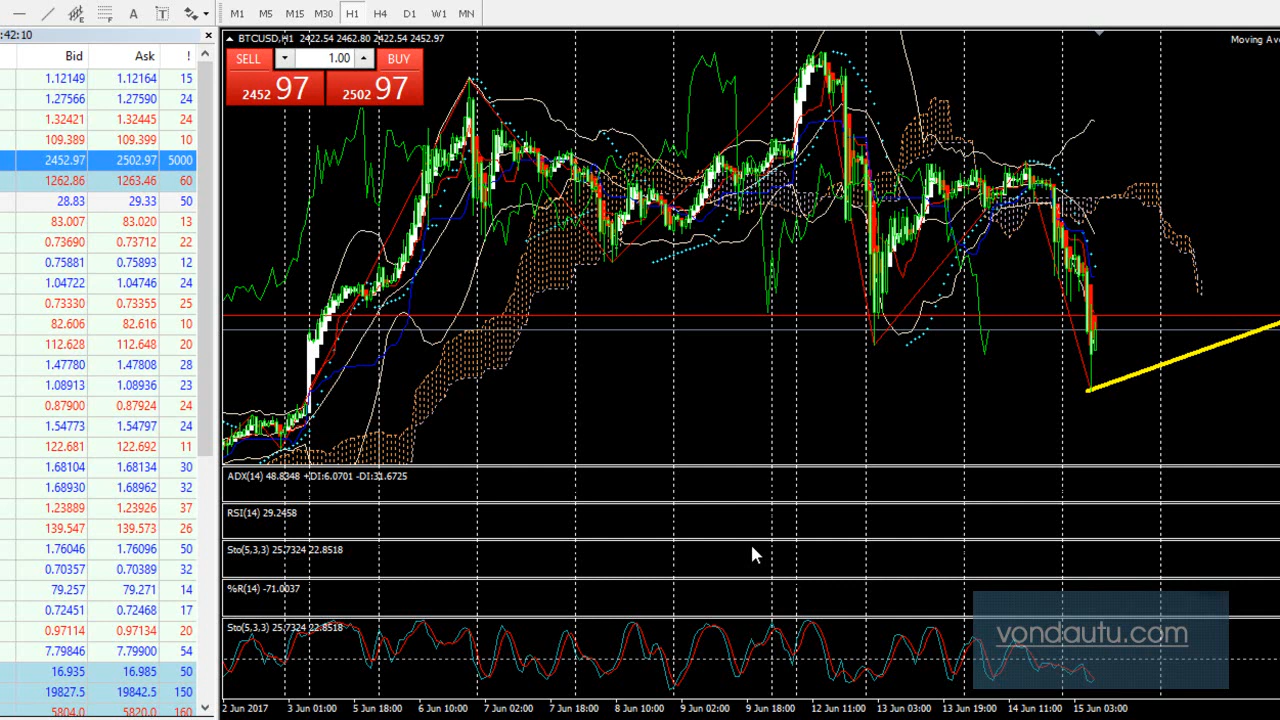 A T M1 M5 M15 M30 H1 H4 D1 W1 MN
:42:10
Bid Ask !
BTCUSD,H1 2422.54 2462.80 2422.54 2452.97
Moving Ave
SELL 1.00 BUY
2452 97 2502 97
1.12149 1.12164 15
1.27566 1.27590 24
1.32421 1.32445 24
109.389 109.399 10
2452.97 2502.97 5000
1262.86 1263.46 60
28.83 29.33 50
83.007 83.020 13
0.73690 0.73712 22
0.75881 0.75893 12
1.04722 1.04746 24
0.73330 0.73355 25
82.606 82.616 10
112.628 112.648 20
1.47780 1.47808 28
1.08913 1.08936 23
0.87900 0.87924 24
1.54773 1.54797 24
122.681 122.692 11
1.68104 1.68134 30
1.68930 1.68962 32
1.23889 1.23926 37
139.547 139.573 26
1.76046 1.76096 50
0.70357 0.70389 32
79.257 79.271 14
0.72451 0.72468 17
0.97114 0.97134 20
7.79846 7.79900 54
16.935 16.985 50
19827.5 19842.5 150
5804.0 5820.0 160
ADX(14) 48.8348 +DI:6.0701 -DI:31.6725
RSI(14) 29.2458
Sto(5,3,3) 25.7324 22.8518
%R(14) -71.0037
Sto(5,3,3) 25.7324 22.8518
vondautu.com
2 Jun 2017 3 Jun 01:00 5 Jun 18:00 6 Jun 10:00 7 Jun 02:00 7 Jun 18:00 8 Jun 10:00 9 Jun 02:00 9 Jun 18:00 12 Jun 11:00 13 Jun 03:00 13 Jun 19:00 14 Jun 11:00 15 Jun 03:00